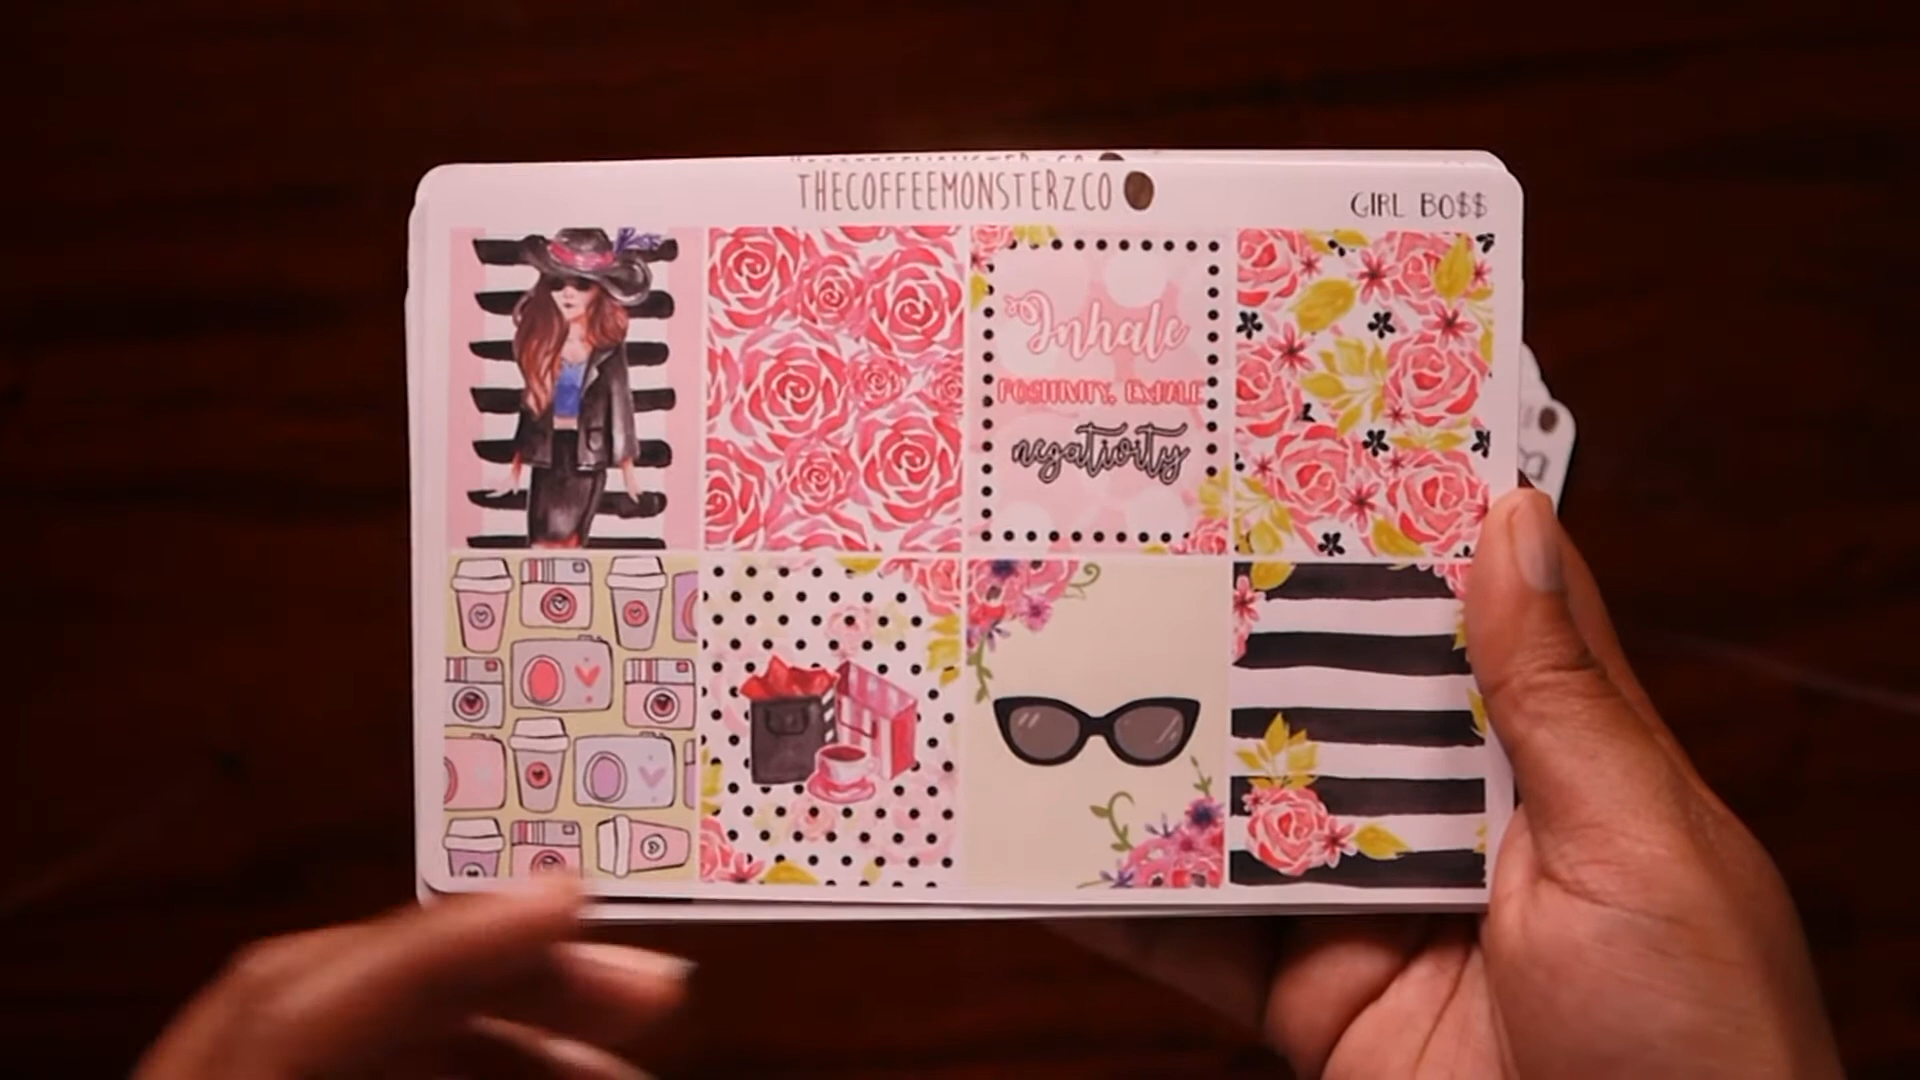 THECOFFEEMONSTERZCO
GIRL BO$$
Inhale
POSITIVITY, EXHALE
negativity